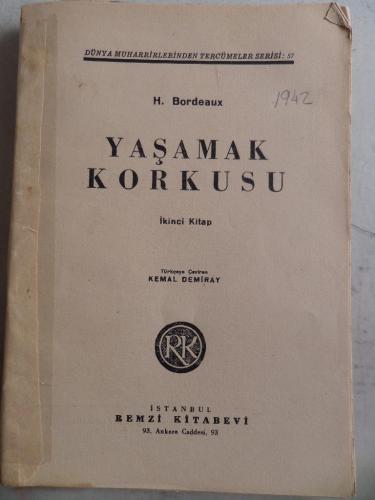 DÜNYA MUHARRİRLERİNDEN TERCÜMELER SERİSİ: 57
H. Bordeaux
1942
YAŞAMAK
KORKUSU
İkinci Kitap
Türkçeye Çeviren
KEMAL DEMİRAY
RK
İSTANBUL
REMZİ KİTABEVİ
93, Ankara Caddesi, 93